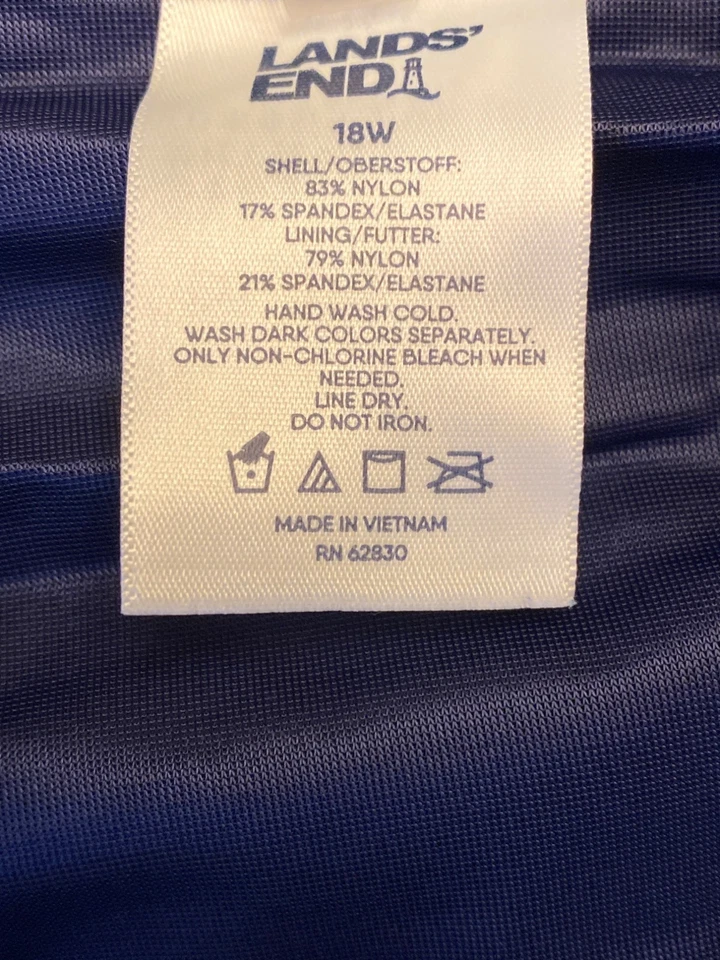 LANDS'
END
18W
SHELL/OBERSTOFF:
83% NYLON
17% SPANDEX/ELASTANE
LINING/FUTTER:
79% NYLON
21% SPANDEX/ELASTANE
HAND WASH COLD.
WASH DARK COLORS SEPARATELY.
ONLY NON-CHLORINE BLEACH WHEN
NEEDED.
LINE DRY.
DO NOT IRON.
MADE IN VIETNAM
RN 62830